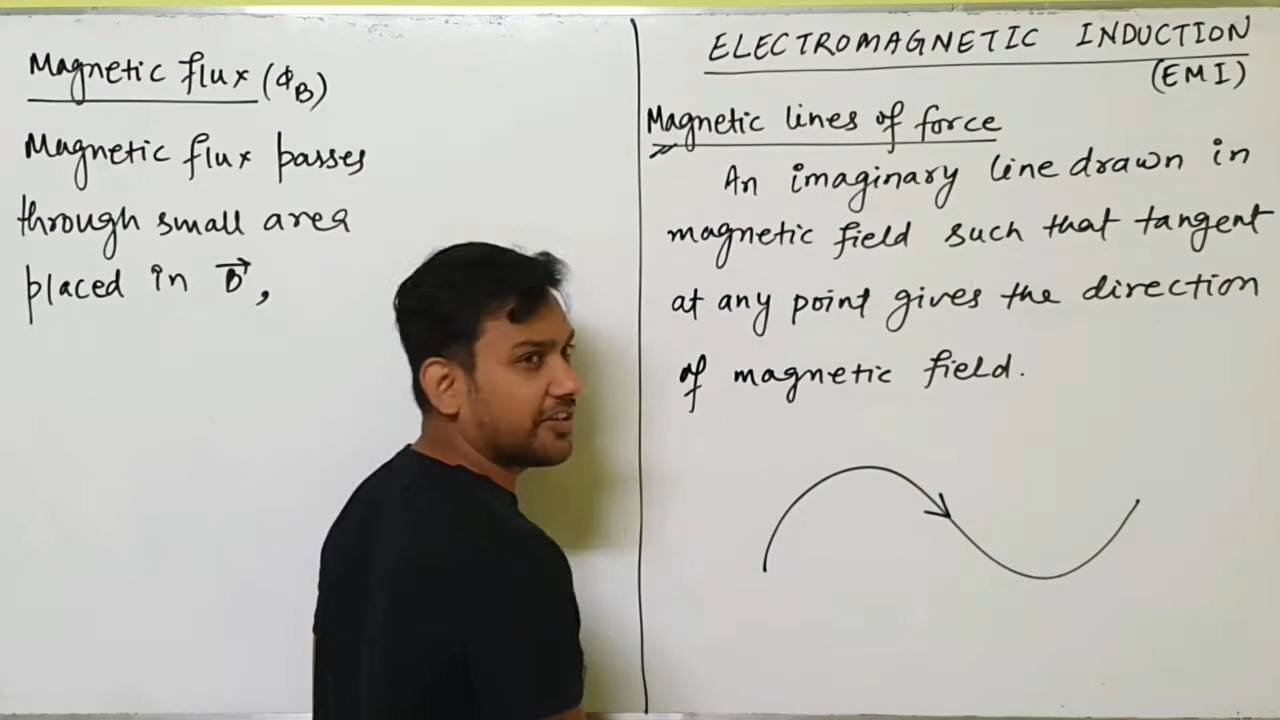 Magnetic flux (ΦB)
Magnetic flux passes
through small area
placed in B⃗,
ELECTROMAGNETIC INDUCTION
(EMI)
Magnetic lines of force
An imaginary line drawn in
magnetic field such that tangent
at any point gives the direction
of magnetic field.